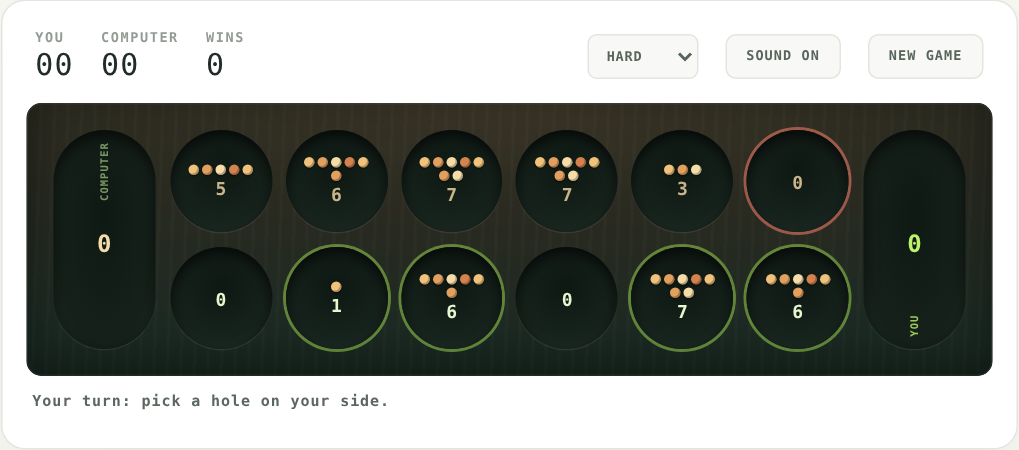 YOU COMPUTER WINS
00 00 0
HARD SOUND ON NEW GAME
COMPUTER
0
5 6 7 7 3 0
0 1 6 0 7 6
0
YOU
Your turn: pick a hole on your side.